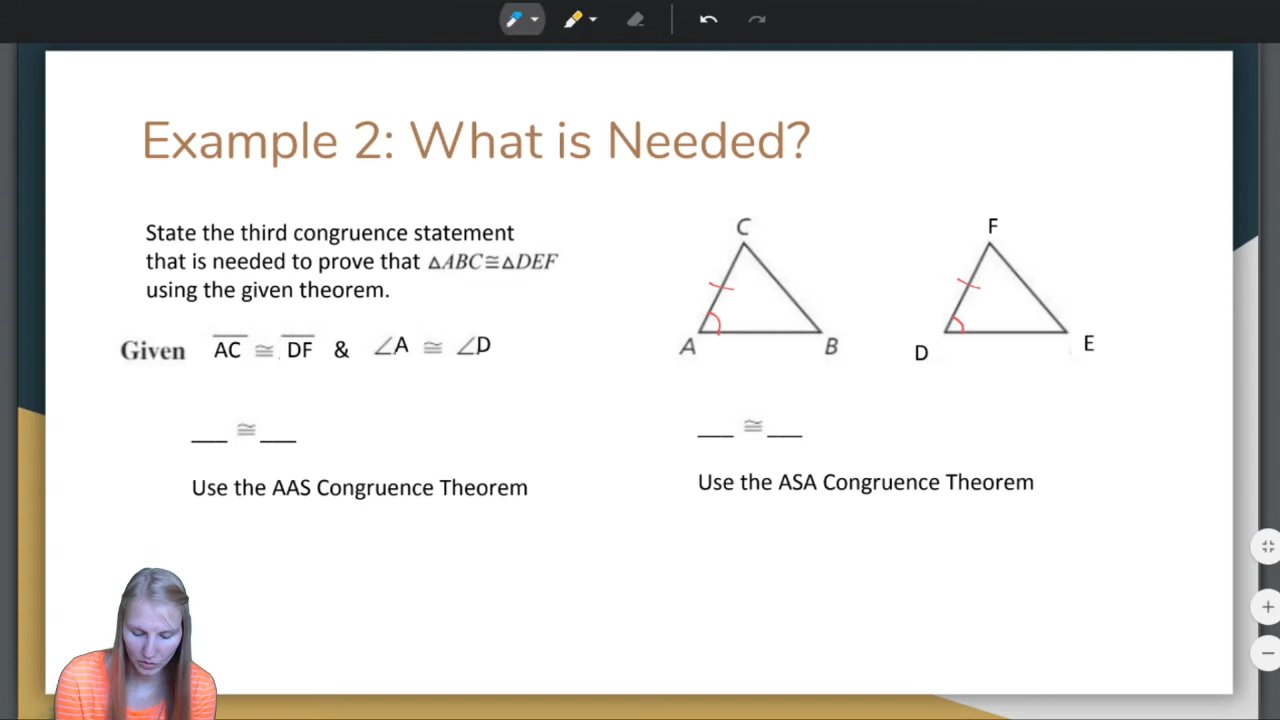 Example 2: What is Needed?
State the third congruence statement
that is needed to prove that △ABC≅△DEF
using the given theorem.
Given AC ≅ DF & ∠A ≅ ∠D
C
A
B
F
D
E
___ ≅ ___
Use the AAS Congruence Theorem
___ ≅ ___
Use the ASA Congruence Theorem